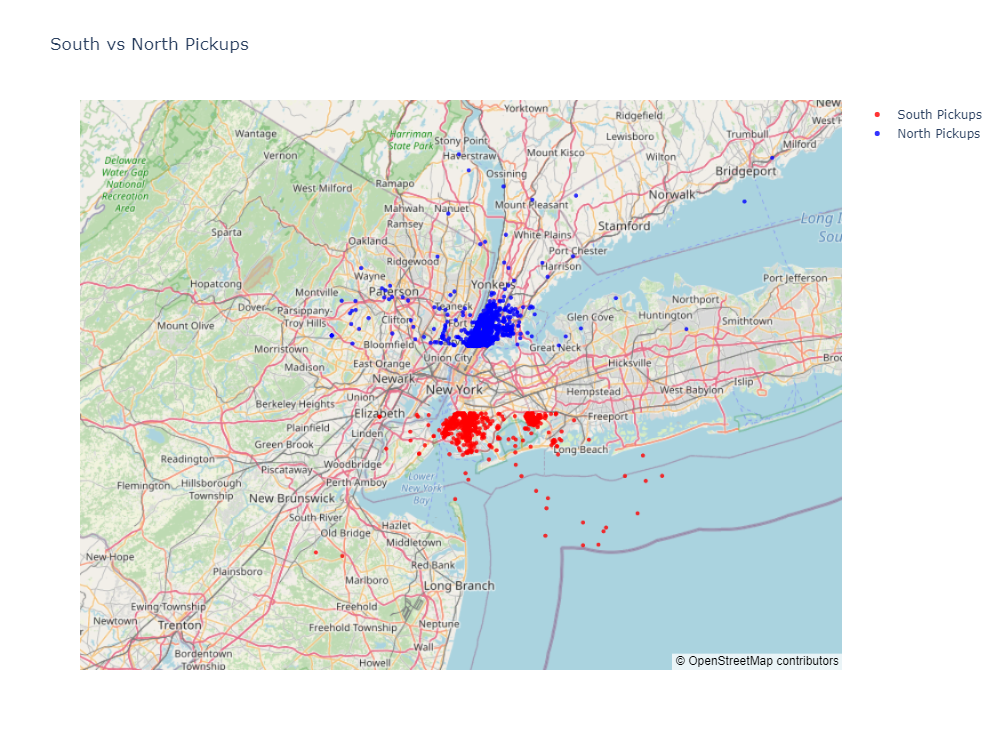 South vs North Pickups
South Pickups
North Pickups
Yorktown
Ridgefield
New
West H
Wantage
Harriman
State Park
Stony Point
Lewisboro
Trumbull
Milford
Delaware
Water Gap
National
Recreation
Area
Vernon
Haverstraw
Mount Kisco
Wilton
Bridgeport
Ossining
West Milford
Ramapo
Norwalk
Mahwah
Nanuet
Mount Pleasant
Ramsey
Stamford
Sparta
Oakland
White Plains
Port Chester
Ridgewood
Harrison
Hopatcong
Wayne
Yonkers
Port Jefferson
Montville
Paterson
Northport
Dover
Parsippany-
Troy Hills
Clifton
Fort
Glen Cove
Huntington
Smithtown
Mount Olive
Morristown
Bloomfield
Union City
Great Neck
Madison
East Orange
Hicksville
Newark
New York
Hempstead
West Babylon
Islip
Broo
Union
Berkeley Heights
Elizabeth
Freeport
Plainfield
Linden
Green Brook
Long Beach
Readington
Piscataway
Woodbridge
Flemington
Hillsborough
Township
Perth Amboy
Lower
New York
Bay
New Brunswick
South River
Old Bridge
Hazlet
Middletown
New Hope
Red Bank
Plainsboro
Marlboro
Long Branch
Ewing Township
Freehold
Newtown
Trenton
Freehold Township
Neptune
Wall
Bordentown
Township
Howell
© OpenStreetMap contributors